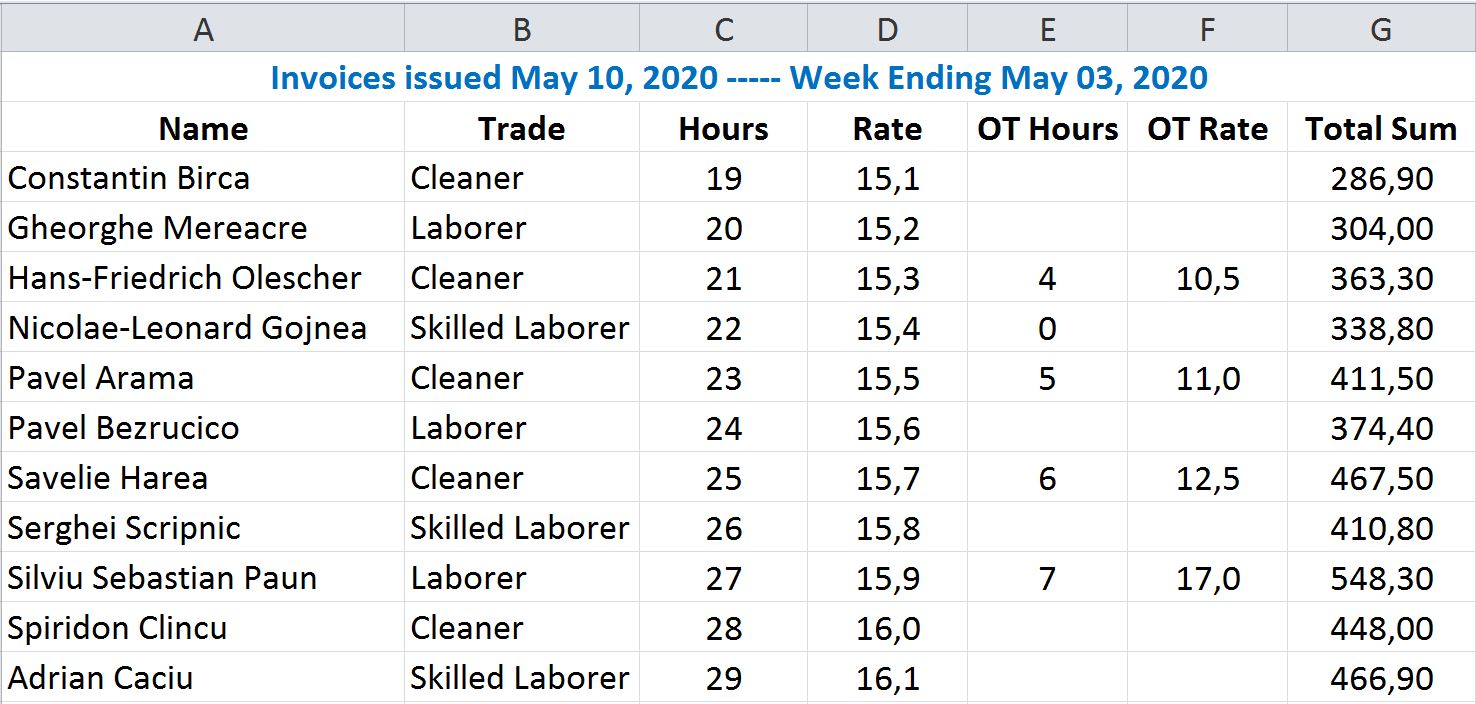 A B C D E F G
Invoices issued May 10, 2020 ----- Week Ending May 03, 2020
Name Trade Hours Rate OT Hours OT Rate Total Sum
Constantin Birca Cleaner 19 15,1 286,90
Gheorghe Mereacre Laborer 20 15,2 304,00
Hans-Friedrich Olescher Cleaner 21 15,3 4 10,5 363,30
Nicolae-Leonard Gojnea Skilled Laborer 22 15,4 0 338,80
Pavel Arama Cleaner 23 15,5 5 11,0 411,50
Pavel Bezrucico Laborer 24 15,6 374,40
Savelie Harea Cleaner 25 15,7 6 12,5 467,50
Serghei Scripnic Skilled Laborer 26 15,8 410,80
Silviu Sebastian Paun Laborer 27 15,9 7 17,0 548,30
Spiridon Clincu Cleaner 28 16,0 448,00
Adrian Caciu Skilled Laborer 29 16,1 466,90